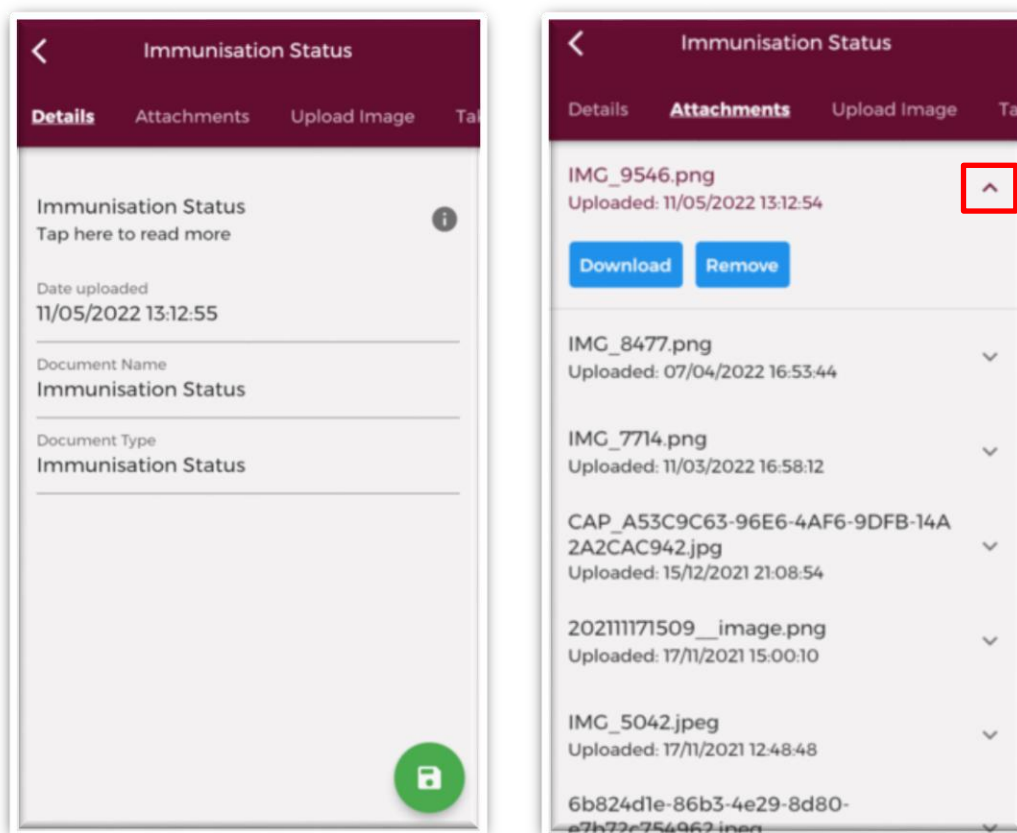 Immunisation Status
Details Attachments Upload Image Ta
Immunisation Status
Tap here to read more
Date uploaded
11/05/2022 13:12:55
Document Name
Immunisation Status
Document Type
Immunisation Status
Immunisation Status
Details Attachments Upload Image Ta
IMG_9546.png
Uploaded: 11/05/2022 13:12:54
Download Remove
IMG_8477.png
Uploaded: 07/04/2022 16:53:44
IMG_7714.png
Uploaded: 11/03/2022 16:58:12
CAP_A53C9C63-96E6-4AF6-9DFB-14A
2A2CAC942.jpg
Uploaded: 15/12/2021 21:08:54
202111171509__image.png
Uploaded: 17/11/2021 15:00:10
IMG_5042.jpeg
Uploaded: 17/11/2021 12:48:48
6b824d1e-86b3-4e29-8d80-
e7b72c754962.jpeg